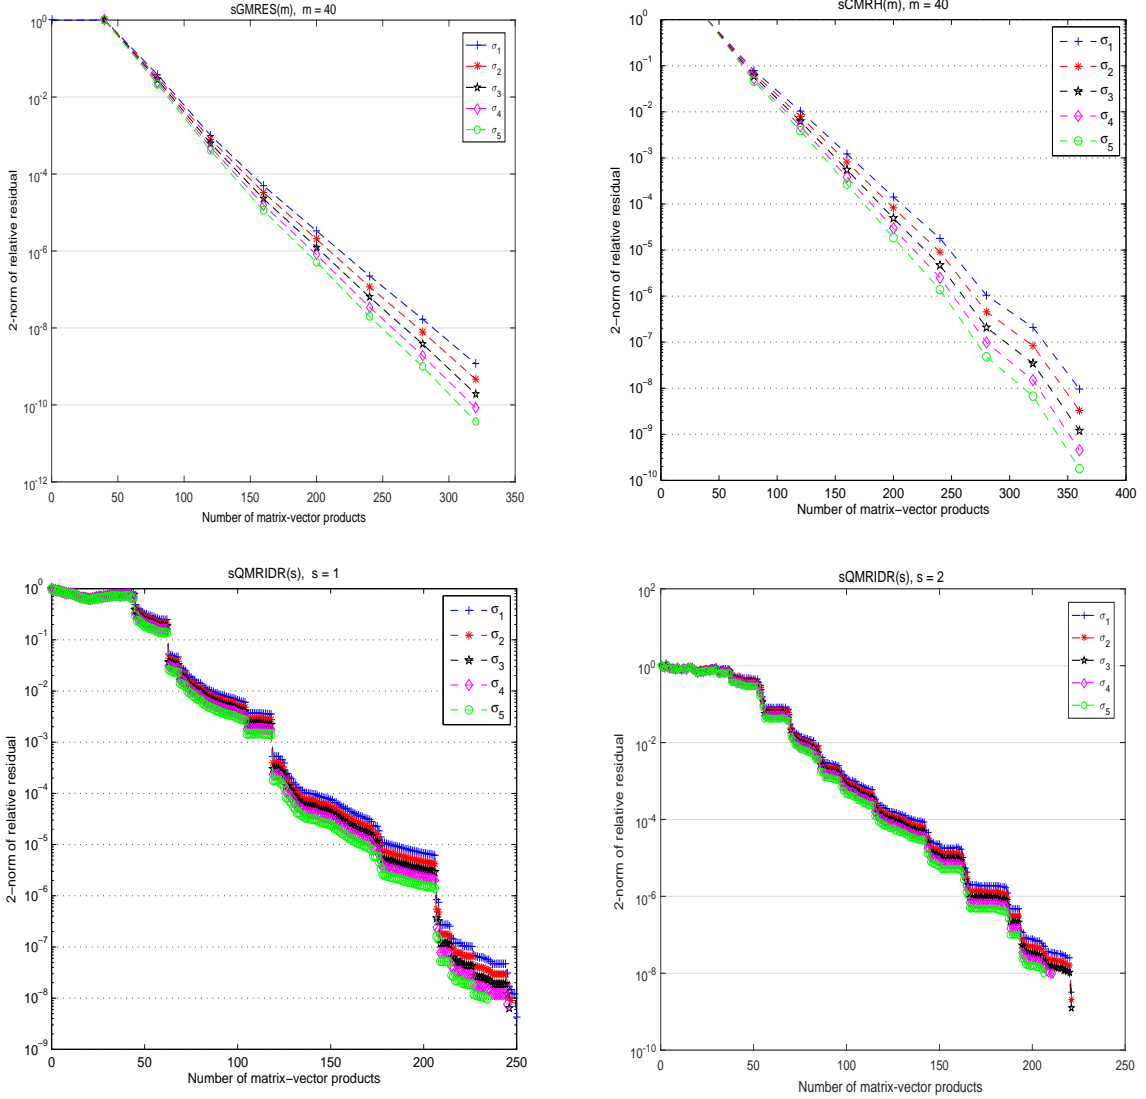 sGMRES(m), m = 40
10^0
10^-2
10^-4
10^-6
10^-8
10^-10
10^-12
2-norm of relative residual
0 50 100 150 200 250 300 350
Number of matrix-vector products
σ1
σ2
σ3
σ4
σ5
sCMRH(m), m = 40
10^0
10^-1
10^-2
10^-3
10^-4
10^-5
10^-6
10^-7
10^-8
10^-9
10^-10
2−norm of relative residual
0 50 100 150 200 250 300 350 400
Number of matrix−vector products
σ1
σ2
σ3
σ4
σ5
sQMRIDR(s), s = 1
10^0
10^-1
10^-2
10^-3
10^-4
10^-5
10^-6
10^-7
10^-8
10^-9
2−norm of relative residual
0 50 100 150 200 250
Number of matrix−vector products
σ1
σ2
σ3
σ4
σ5
sQMRIDR(s), s = 2
10^2
10^0
10^-2
10^-4
10^-6
10^-8
10^-10
2-norm of relative residual
0 50 100 150 200 250
Number of matrix-vector products
σ1
σ2
σ3
σ4
σ5